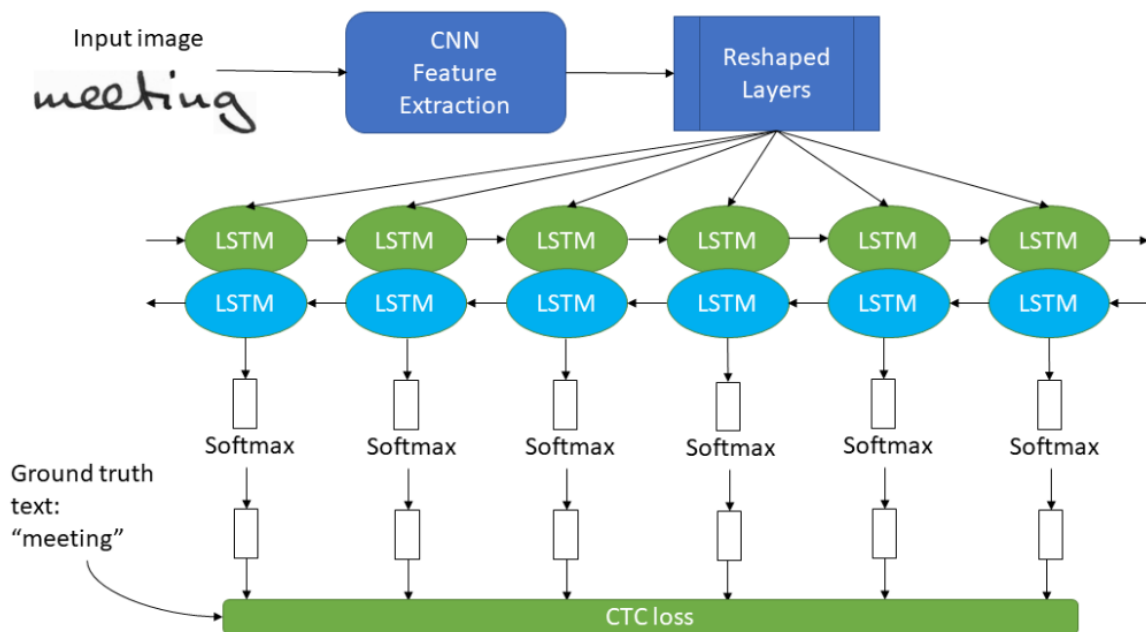 Input image
meeting
CNN
Feature
Extraction
Reshaped
Layers
LSTM LSTM LSTM LSTM LSTM LSTM
LSTM LSTM LSTM LSTM LSTM LSTM
Softmax Softmax Softmax Softmax Softmax Softmax
Ground truth
text:
“meeting”
CTC loss